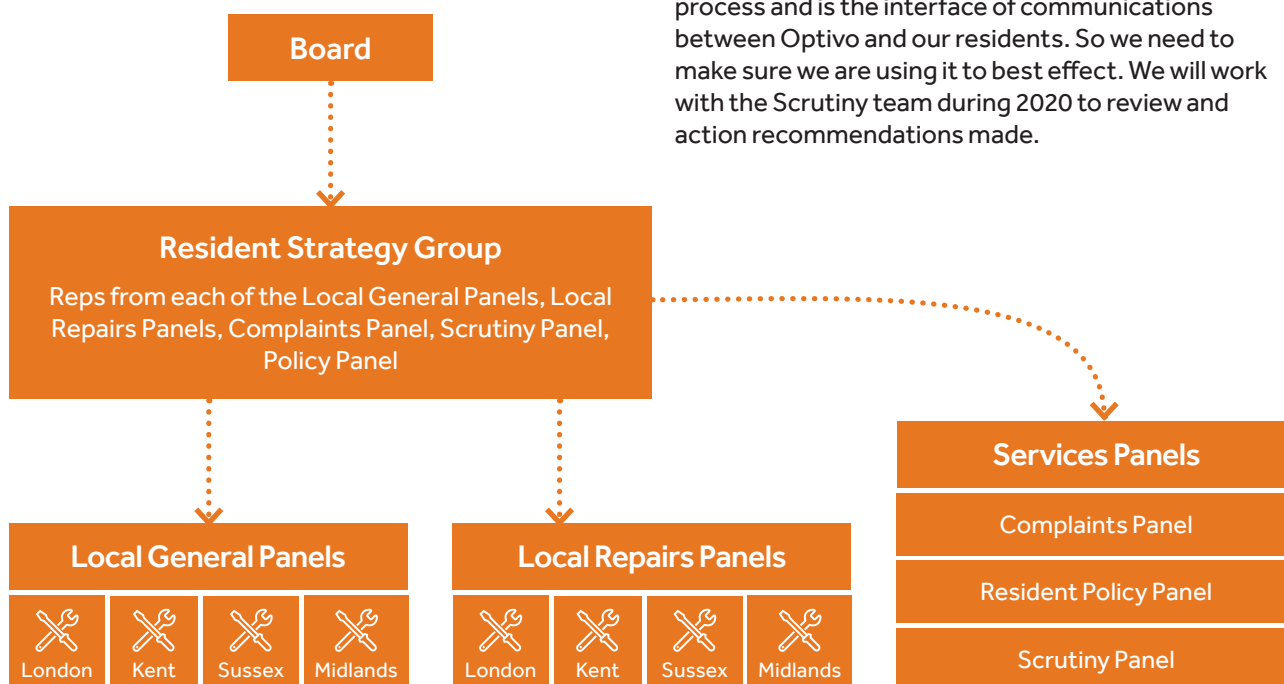 process and is the interface of communications
between Optivo and our residents. So we need to
make sure we are using it to best effect. We will work
with the Scrutiny team during 2020 to review and
action recommendations made.
Board
Resident Strategy Group
Reps from each of the Local General Panels, Local
Repairs Panels, Complaints Panel, Scrutiny Panel,
Policy Panel
Local General Panels
London Kent Sussex Midlands
Local Repairs Panels
London Kent Sussex Midlands
Services Panels
Complaints Panel
Resident Policy Panel
Scrutiny Panel